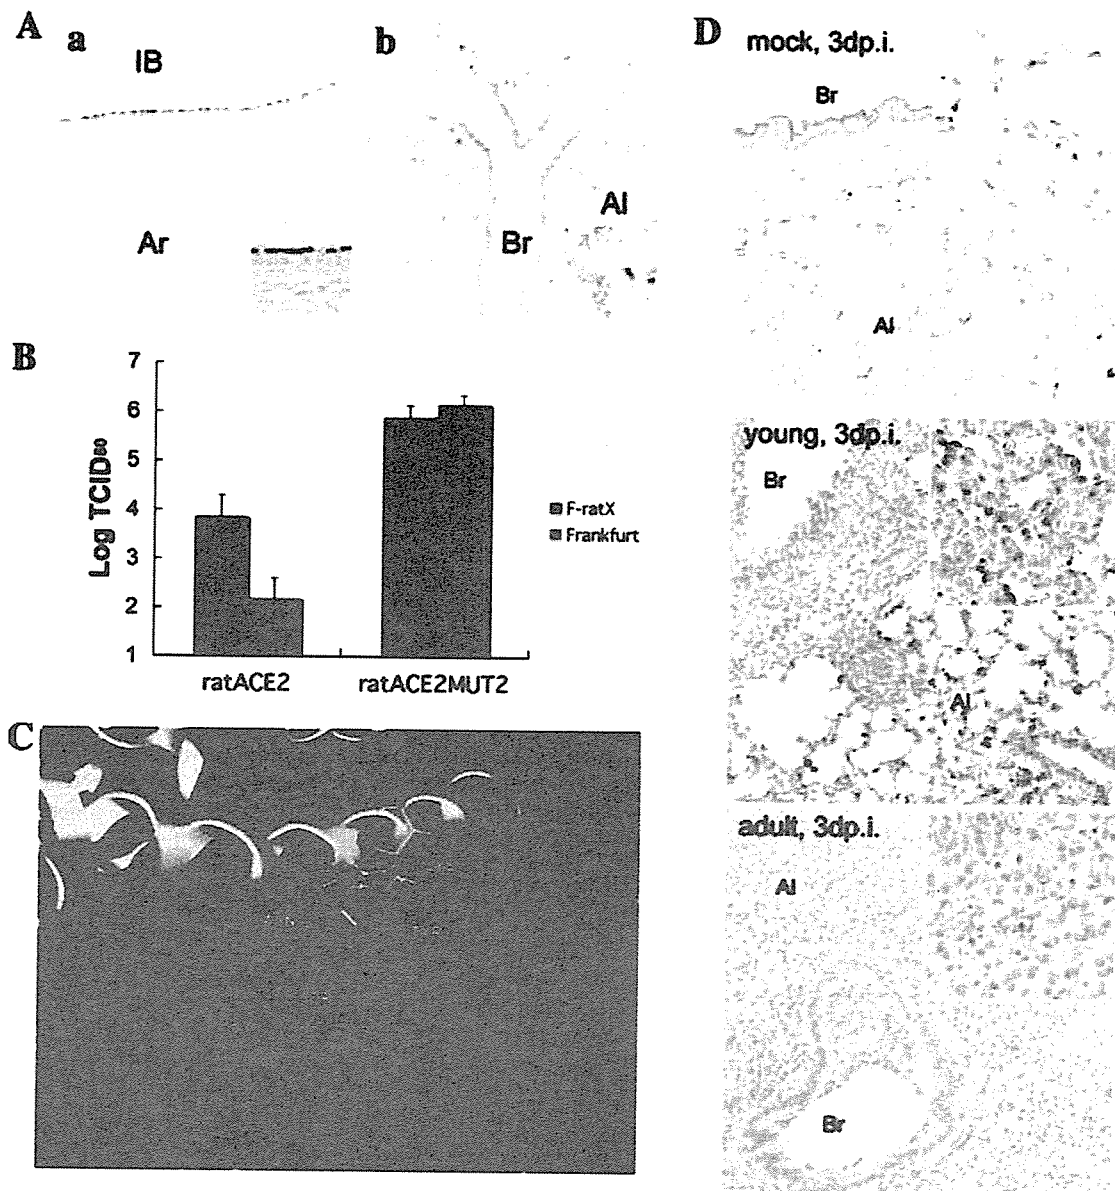 A
a
IB
Ar
b
Al
Br
B
Log TCID50
7
6
5
4
3
2
1
ratACE2
ratACE2MUT2
F-ratX
Frankfurt
C
D
mock, 3dp.i.
Br
Al
young, 3dp.i.
Br
Al
adult, 3dp.i.
Al
Br